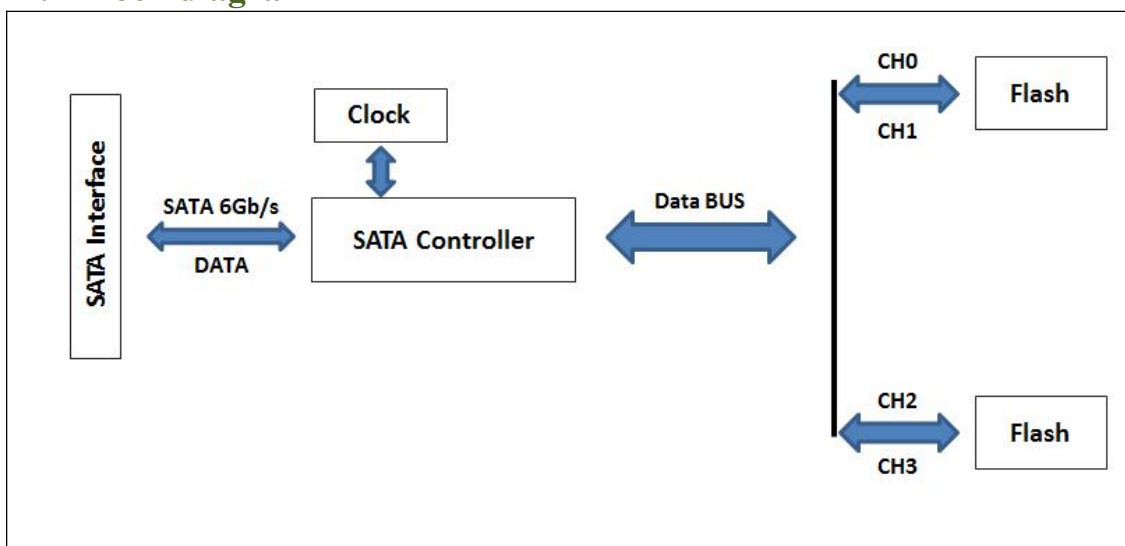 SATA Interface
SATA 6Gb/s
DATA
Clock
SATA Controller
Data BUS
CH0
CH1
Flash
CH2
CH3
Flash